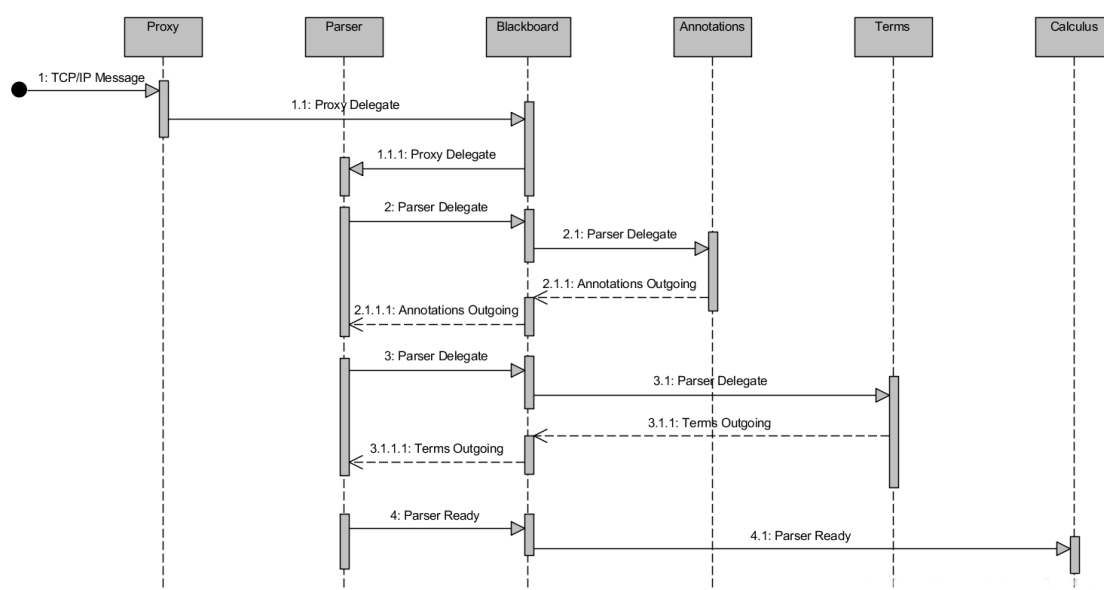 Proxy
Parser
Blackboard
Annotations
Terms
Calculus
1: TCP/IP Message
1.1: Proxy Delegate
1.1.1: Proxy Delegate
2: Parser Delegate
2.1: Parser Delegate
2.1.1: Annotations Outgoing
2.1.1.1: Annotations Outgoing
3: Parser Delegate
3.1: Parser Delegate
3.1.1: Terms Outgoing
3.1.1.1: Terms Outgoing
4: Parser Ready
4.1: Parser Ready